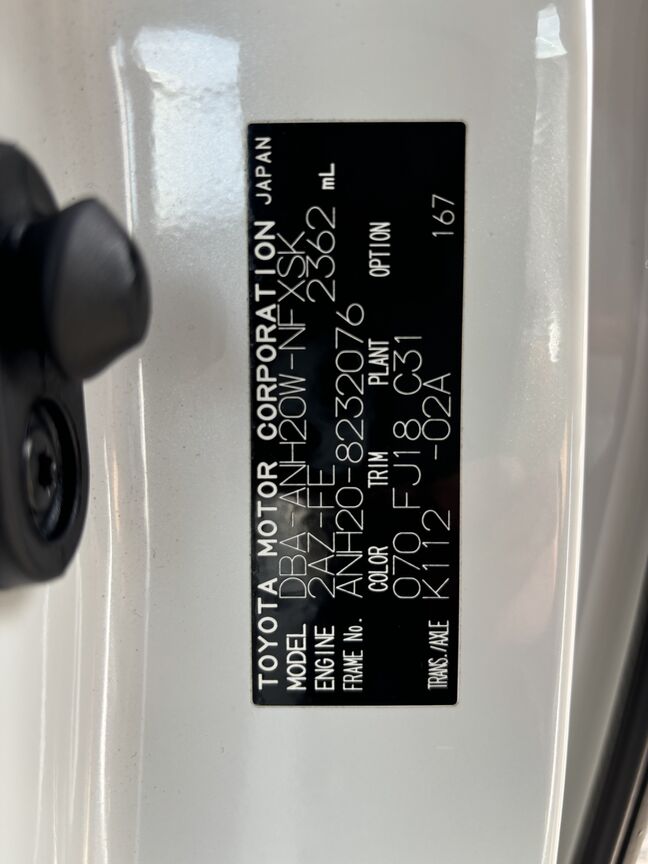 TOYOTA MOTOR CORPORATION JAPAN
MODEL DBA-ANH20W-NFXSK
ENGINE 2AZ-FE 2362 mL
FRAME No. ANH20-8232076
COLOR TRIM PLANT OPTION
070 FJ18 C31
TRANS./AXLE K112 -02A 167